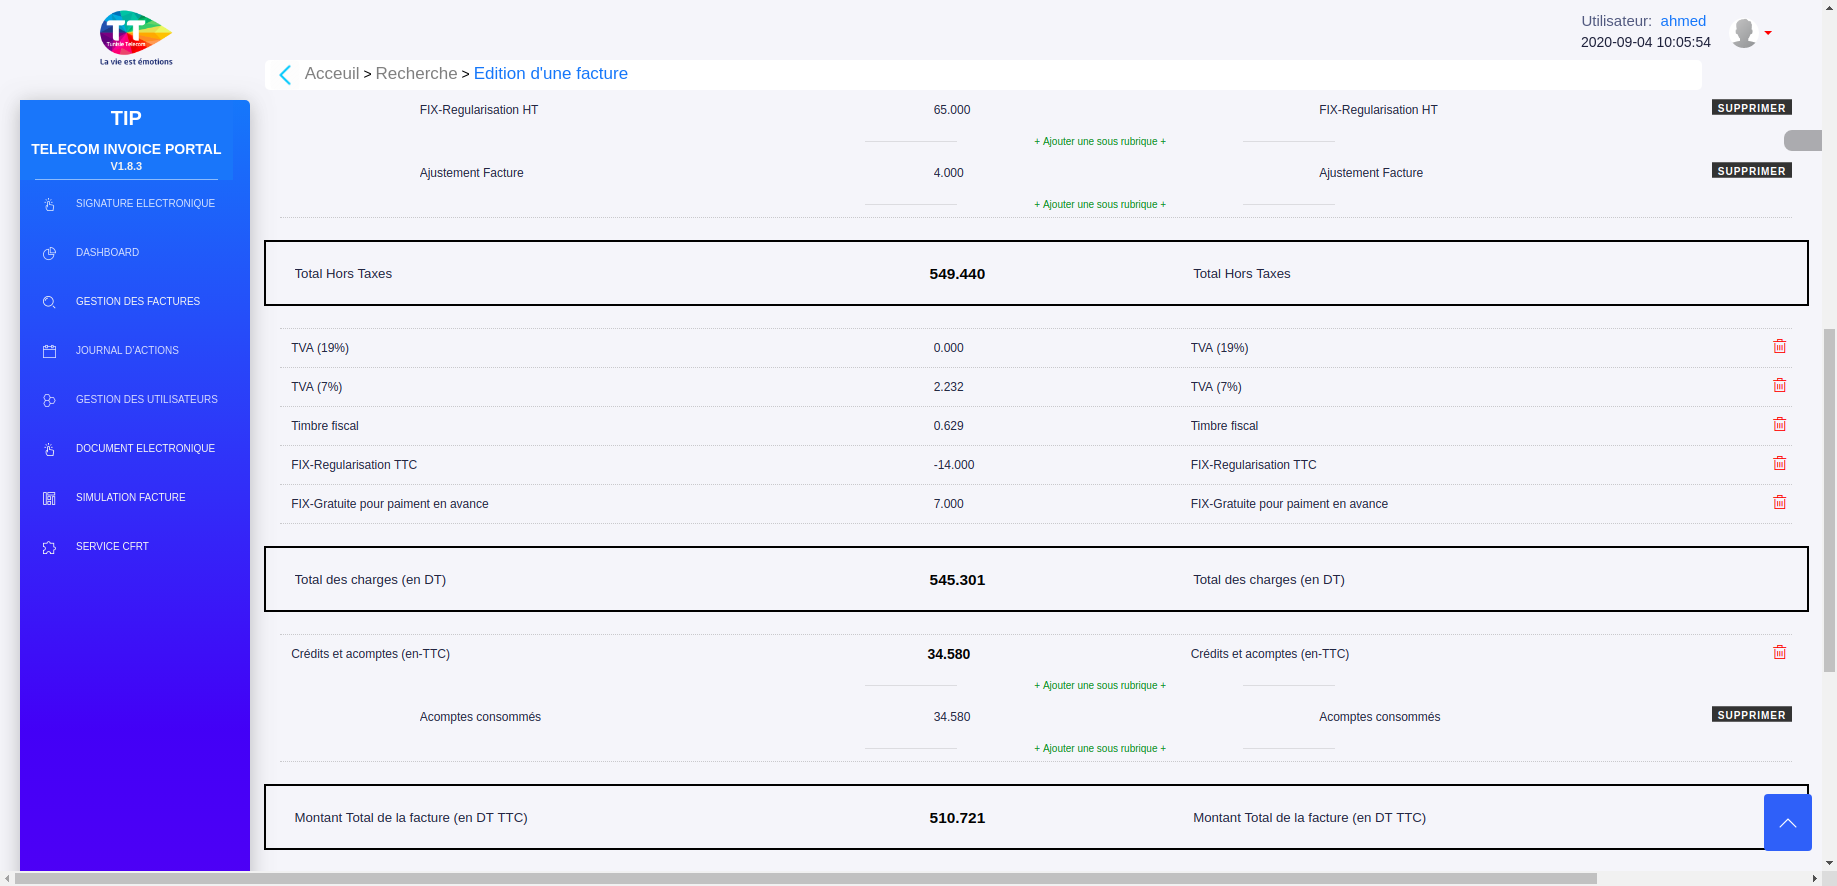 TT
Tunisie Telecom
La vie est émotions
Utilisateur: ahmed
2020-09-04 10:05:54
Acceuil > Recherche > Edition d'une facture
TIP
TELECOM INVOICE PORTAL
V1.8.3
SIGNATURE ELECTRONIQUE
DASHBOARD
GESTION DES FACTURES
JOURNAL D'ACTIONS
GESTION DES UTILISATEURS
DOCUMENT ELECTRONIQUE
SIMULATION FACTURE
SERVICE CFRT
FIX-Regularisation HT 65.000 FIX-Regularisation HT SUPPRIMER
+ Ajouter une sous rubrique +
Ajustement Facture 4.000 Ajustement Facture SUPPRIMER
+ Ajouter une sous rubrique +
Total Hors Taxes 549.440 Total Hors Taxes
TVA (19%) 0.000 TVA (19%)
TVA (7%) 2.232 TVA (7%)
Timbre fiscal 0.629 Timbre fiscal
FIX-Regularisation TTC -14.000 FIX-Regularisation TTC
FIX-Gratuite pour paiment en avance 7.000 FIX-Gratuite pour paiment en avance
Total des charges (en DT) 545.301 Total des charges (en DT)
Crédits et acomptes (en-TTC) 34.580 Crédits et acomptes (en-TTC)
+ Ajouter une sous rubrique +
Acomptes consommés 34.580 Acomptes consommés SUPPRIMER
+ Ajouter une sous rubrique +
Montant Total de la facture (en DT TTC) 510.721 Montant Total de la facture (en DT TTC)